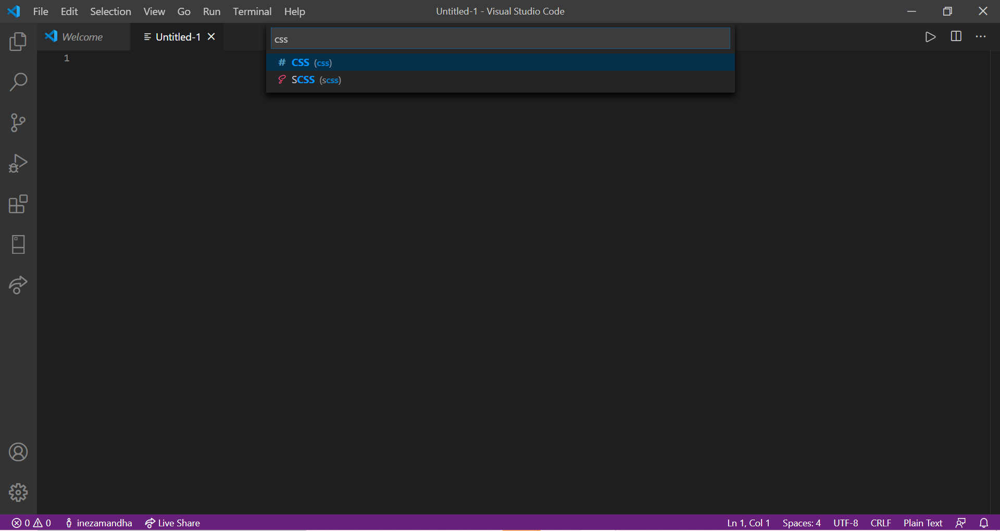 File Edit Selection View Go Run Terminal Help Untitled-1 - Visual Studio Code
Welcome Untitled-1
css
# CSS (css)
SCSS (scss)
1
0 0 inezamandha Live Share Ln 1, Col 1 Spaces: 4 UTF-8 CRLF Plain Text